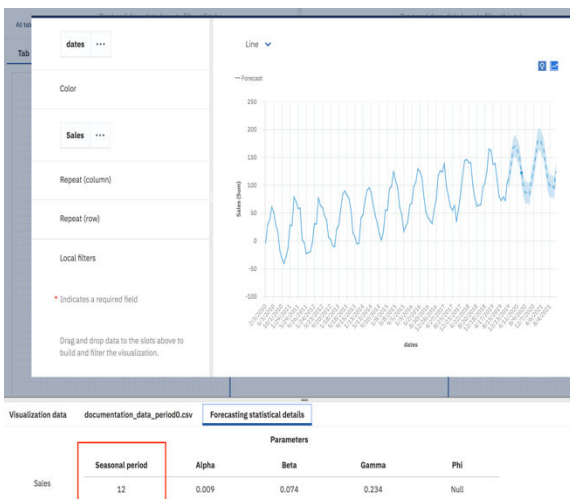 All tab
Tab
dates ...
Color
Sales ...
Repeat (column)
Repeat (row)
Local filters
* Indicates a required field
Drag and drop data to the slots above to
build and filter the visualization.
Line
Forecast
250
200
150
100
50
0
-50
-100
Sales (Sum)
dates
Visualization data documentation_data_period0.csv Forecasting statistical details
Parameters
Seasonal period Alpha Beta Gamma Phi
Sales 12 0.009 0.074 0.234 Null